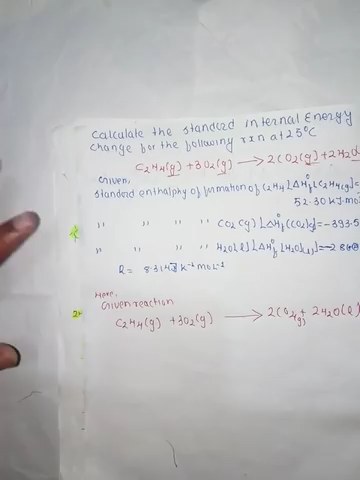 Calculate the standard internal Energy
change for the following rxn at 25°C
C2H4(g) + 3O2(g) → 2CO2(g) + 2H2O
Given,
standard enthalphy of formation of C2H4 [ΔH°f (C2H4(g)] =
52.30 KJ mol
" " " " CO2(g) [ΔH°f (CO2)(g)] = -393.5
" " " " H2O(l) [ΔH°f [H2O(l)] =
R = 8.314 J K-1 mol-1
Here,
Given reaction
C2H4(g) + 3O2(g) → 2CO2(g) + 2H2O(l)